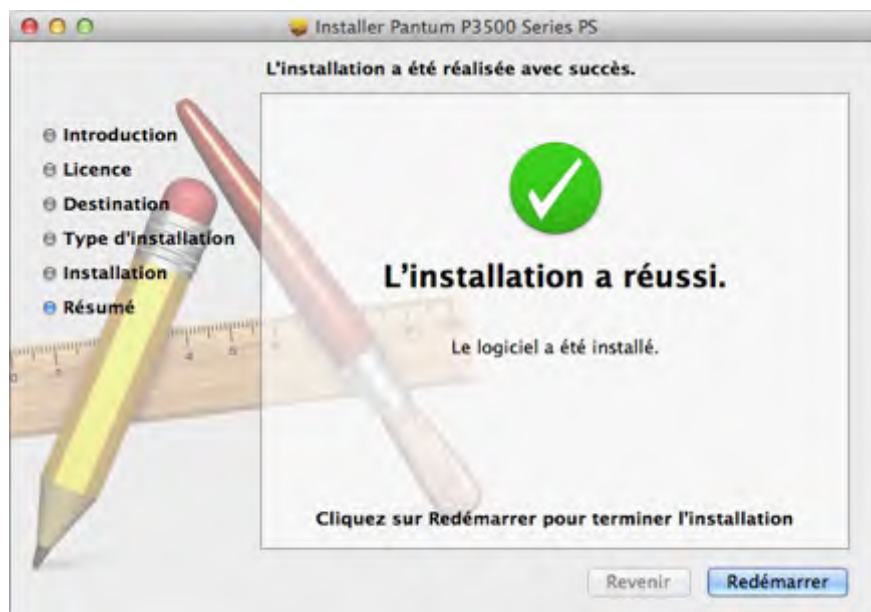 Installer Pantum P3500 Series PS
L'installation a été réalisée avec succès.
Introduction
Licence
Destination
Type d'installation
Installation
Résumé
L'installation a réussi.
Le logiciel a été installé.
Cliquez sur Redémarrer pour terminer l'installation
Revenir
Redémarrer